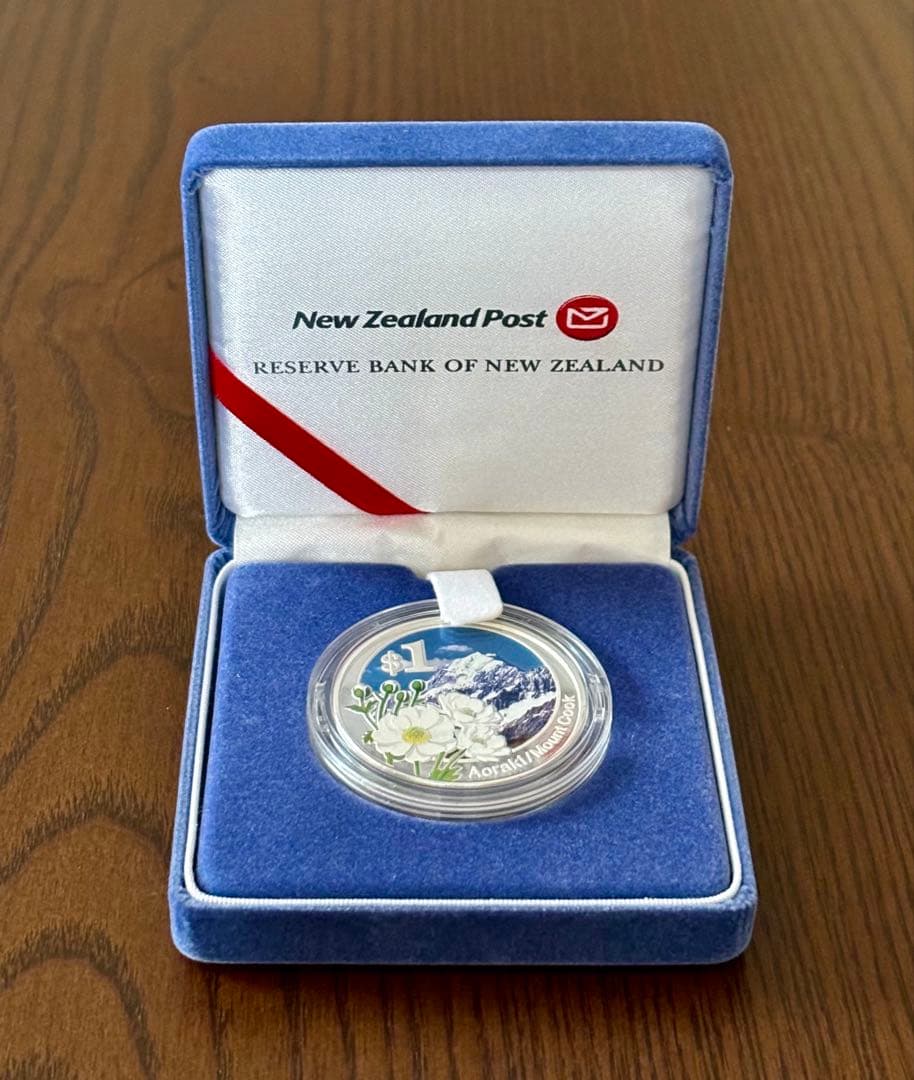 New Zealand Post
RESERVE BANK OF NEW ZEALAND
$1
Aoraki/Mount Cook